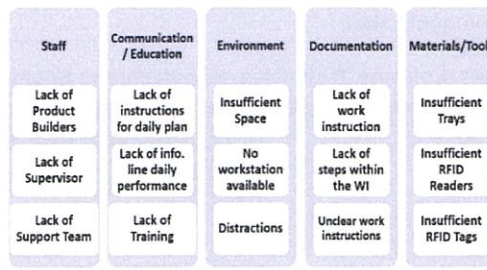 Staff
Lack of
Product
Builders
Lack of
Supervisor
Lack of
Support Team
Communication
/ Education
Lack of
instructions
for daily plan
Lack of info.
line daily
performance
Lack of
Training
Environment
Insufficient
Space
No
workstation
available
Distractions
Documentation
Lack of
work
instruction
Lack of
steps within
the WI
Unclear work
instructions
Materials/Tool
Insufficient
Trays
Insufficient
RFID
Readers
Insufficient
RFID Tags